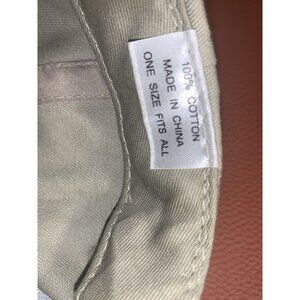 100% COTTON
MADE IN CHINA
ONE SIZE FITS ALL